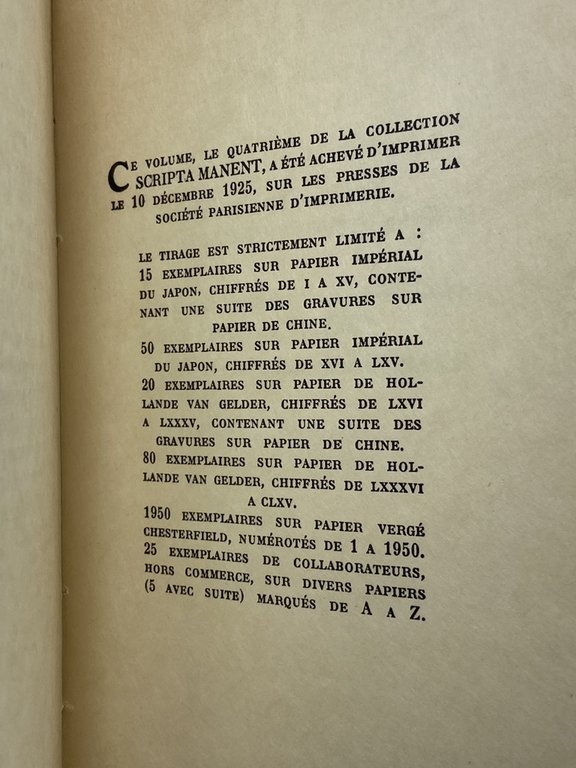 CE VOLUME, LE QUATRIÈME DE LA COLLECTION
SCRIPTA MANENT, A ÉTÉ ACHEVÉ D'IMPRIMER
LE 10 DÉCEMBRE 1925, SUR LES PRESSES DE LA
SOCIÉTÉ PARISIENNE D'IMPRIMERIE.
LE TIRAGE EST STRICTEMENT LIMITÉ A :
15 EXEMPLAIRES SUR PAPIER IMPÉRIAL
DU JAPON, CHIFFRÉS DE I A XV, CONTE-
NANT UNE SUITE DES GRAVURES SUR
PAPIER DE CHINE.
50 EXEMPLAIRES SUR PAPIER IMPÉRIAL
DU JAPON, CHIFFRÉS DE XVI A LXV.
20 EXEMPLAIRES SUR PAPIER DE HOL-
LANDE VAN GELDER, CHIFFRÉS DE LXVI
A LXXXV, CONTENANT UNE SUITE DES
GRAVURES SUR PAPIER DE CHINE.
80 EXEMPLAIRES SUR PAPIER DE HOL-
LANDE VAN GELDER, CHIFFRÉS DE LXXXVI
A CLXV.
1950 EXEMPLAIRES SUR PAPIER VERGÉ
CHESTERFIELD, NUMÉROTÉS DE 1 A 1950.
25 EXEMPLAIRES DE COLLABORATEURS,
HORS COMMERCE, SUR DIVERS PAPIERS
(5 AVEC SUITE) MARQUÉS DE A A Z.